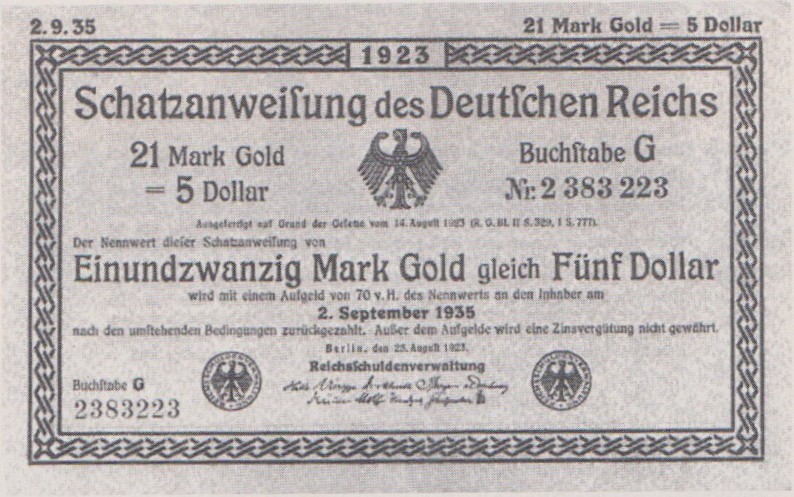 2.9.35
21 Mark Gold = 5 Dollar
1923
Schatzanweiſung des Deutſchen Reichs
21 Mark Gold
= 5 Dollar
Buchſtabe G
Nr. 2 383 223
Ausgefertigt auf Grund der Geſetze vom 14. August 1923 (R. G. Bl. II S. 329, I S. 777).
Der Nennwert dieſer Schatzanweiſung von
Einundzwanzig Mark Gold gleich Fünf Dollar
wird mit einem Aufgeld von 70 v. H. des Nennwerts an den Inhaber am
2. September 1935
nach den umſtehenden Bedingungen zurückgezahlt. Außer dem Aufgelde wird eine Zinsvergütung nicht gewährt.
Berlin, den 25. Auguſt 1923.
Reichsſchuldenverwaltung
Buchſtabe G
2383223